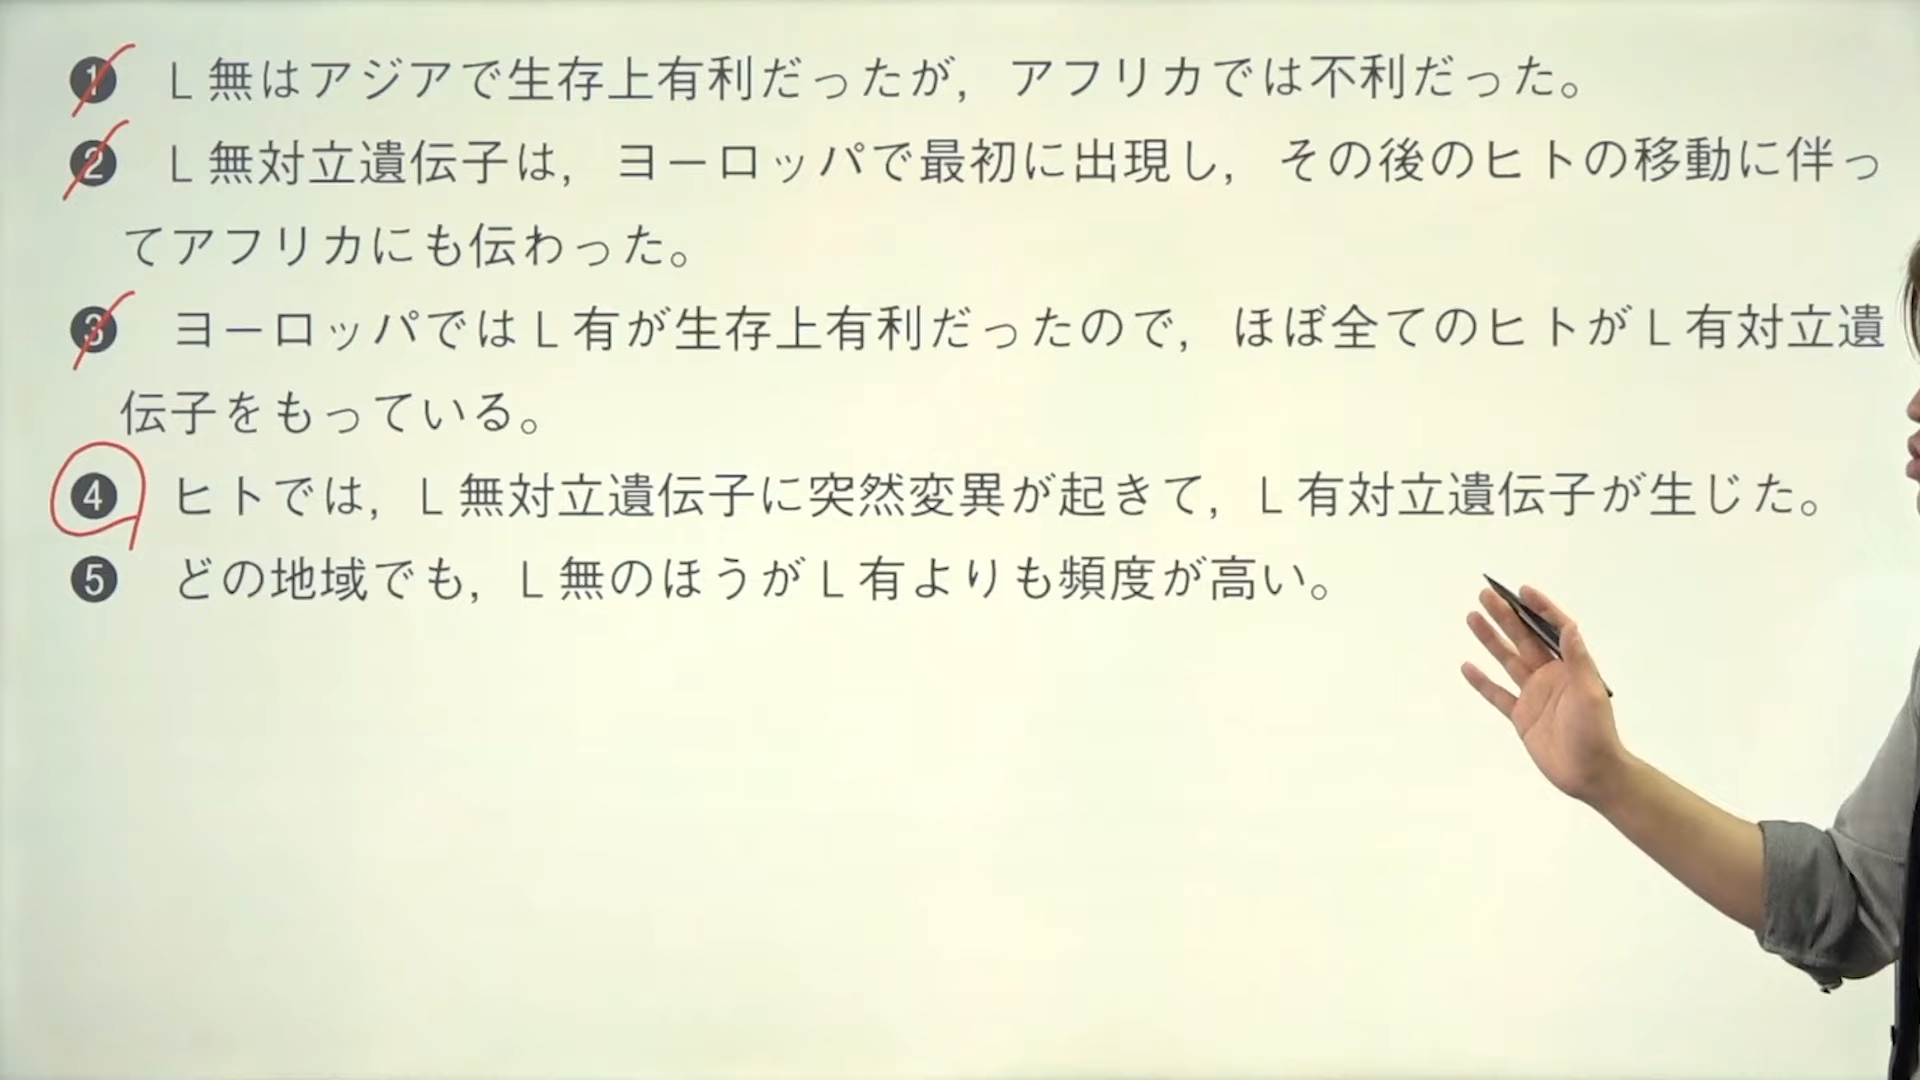 ❶ L 無はアジアで生存上有利だったが，アフリカでは不利だった。
❷ L 無対立遺伝子は，ヨーロッパで最初に出現し，その後のヒトの移動に伴っ
てアフリカにも伝わった。
❸ ヨーロッパではL 有が生存上有利だったので，ほぼ全てのヒトがL 有対立遺
伝子をもっている。
❹ ヒトでは，L 無対立遺伝子に突然変異が起きて，L 有対立遺伝子が生じた。
❺ どの地域でも，L 無のほうがL 有よりも頻度が高い。